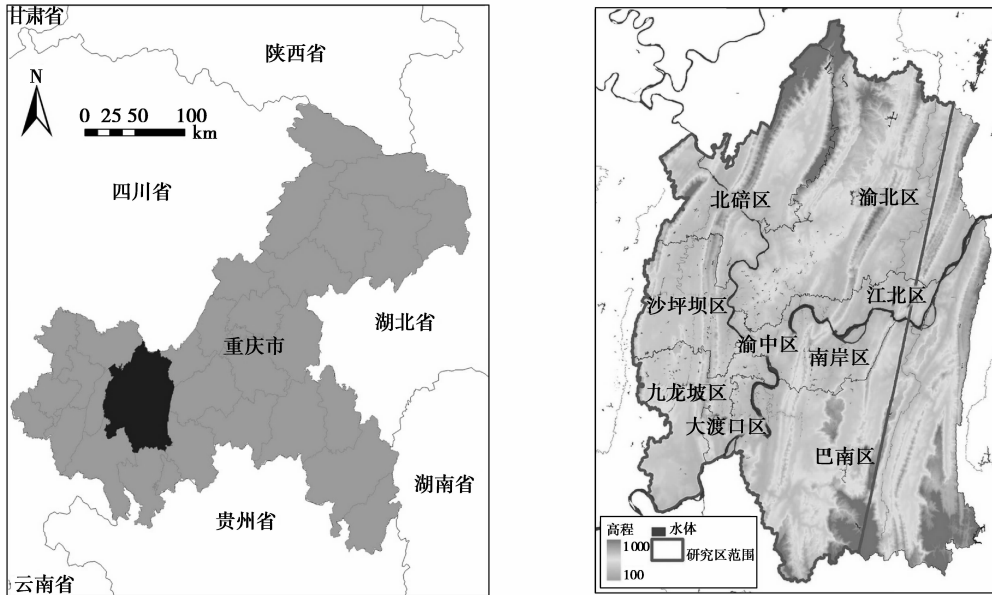 甘肃省
陕西省
N
0 25 50 100
km
四川省
湖北省
重庆市
湖南省
贵州省
云南省
北碚区
渝北区
江北区
沙坪坝区
渝中区
南岸区
九龙坡区
大渡口区
巴南区
高程
水体
1000
研究区范围
100